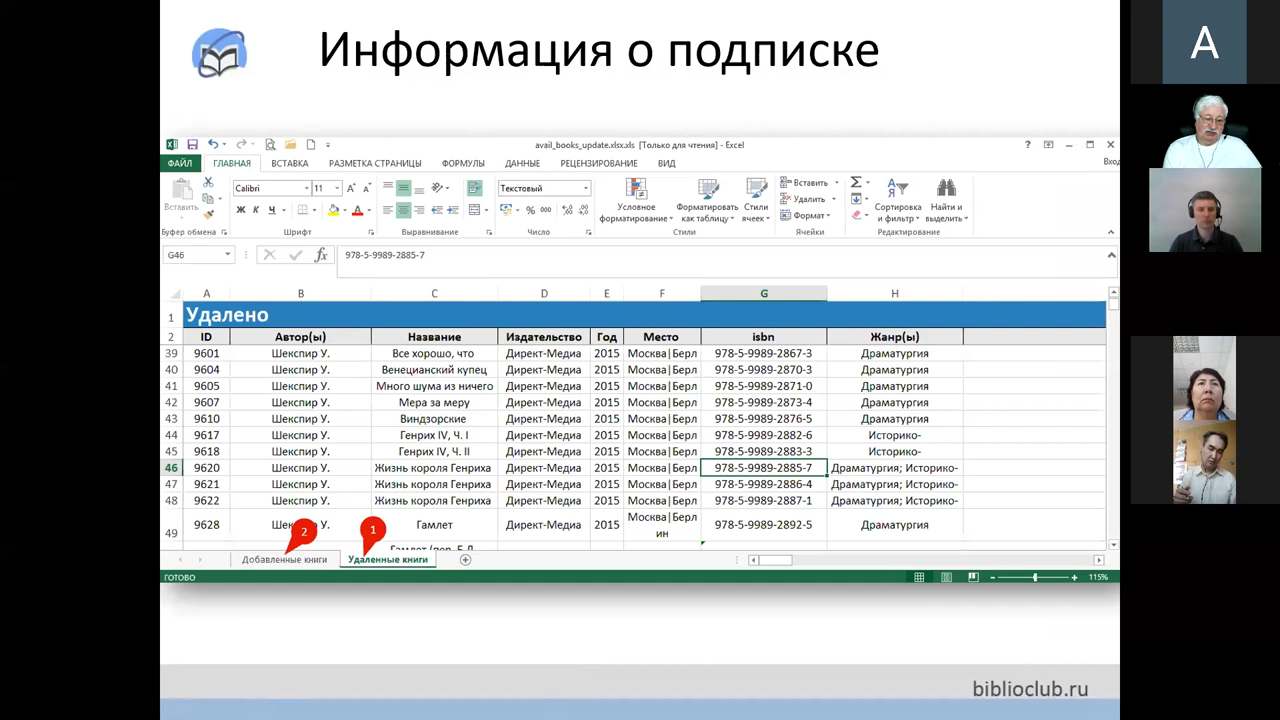 Информация о подписке
A
avail_books_update.xlsx.xls [Только для чтения] - Excel
ФАЙЛ ГЛАВНАЯ ВСТАВКА РАЗМЕТКА СТРАНИЦЫ ФОРМУЛЫ ДАННЫЕ РЕЦЕНЗИРОВАНИЕ ВИД Вход
Вставить Calibri 11 Ж К Ч Текстовый % 000 Условное форматирование Форматировать как таблицу Стили ячеек Вставить Удалить Формат Сортировка и фильтр Найти и выделить
Буфер обмена Шрифт Выравнивание Число Стили Ячейки Редактирование
G46 fx 978-5-9989-2885-7
A B C D E F G H
1 Удалено
2 ID Автор(ы) Название Издательство Год Место isbn Жанр(ы)
39 9601 Шекспир У. Все хорошо, что Директ-Медиа 2015 Москва|Берл 978-5-9989-2867-3 Драматургия
40 9604 Шекспир У. Венецианский купец Директ-Медиа 2015 Москва|Берл 978-5-9989-2870-3 Драматургия
41 9605 Шекспир У. Много шума из ничего Директ-Медиа 2015 Москва|Берл 978-5-9989-2871-0 Драматургия
42 9607 Шекспир У. Мера за меру Директ-Медиа 2015 Москва|Берл 978-5-9989-2873-4 Драматургия
43 9610 Шекспир У. Виндзорские Директ-Медиа 2015 Москва|Берл 978-5-9989-2876-5 Драматургия
44 9617 Шекспир У. Генрих IV, Ч. I Директ-Медиа 2015 Москва|Берл 978-5-9989-2882-6 Историко-
45 9618 Шекспир У. Генрих IV, Ч. II Директ-Медиа 2015 Москва|Берл 978-5-9989-2883-3 Историко-
46 9620 Шекспир У. Жизнь короля Генриха Директ-Медиа 2015 Москва|Берл 978-5-9989-2885-7 Драматургия; Историко-
47 9621 Шекспир У. Жизнь короля Генриха Директ-Медиа 2015 Москва|Берл 978-5-9989-2886-4 Драматургия; Историко-
48 9622 Шекспир У. Жизнь короля Генриха Директ-Медиа 2015 Москва|Берл 978-5-9989-2887-1 Драматургия; Историко-
49 9628 Гамлет Директ-Медиа 2015 Москва|Берл ин 978-5-9989-2892-5 Драматургия
2 1
Добавленные книги Удаленные книги
ГОТОВО 115%
biblioclub.ru